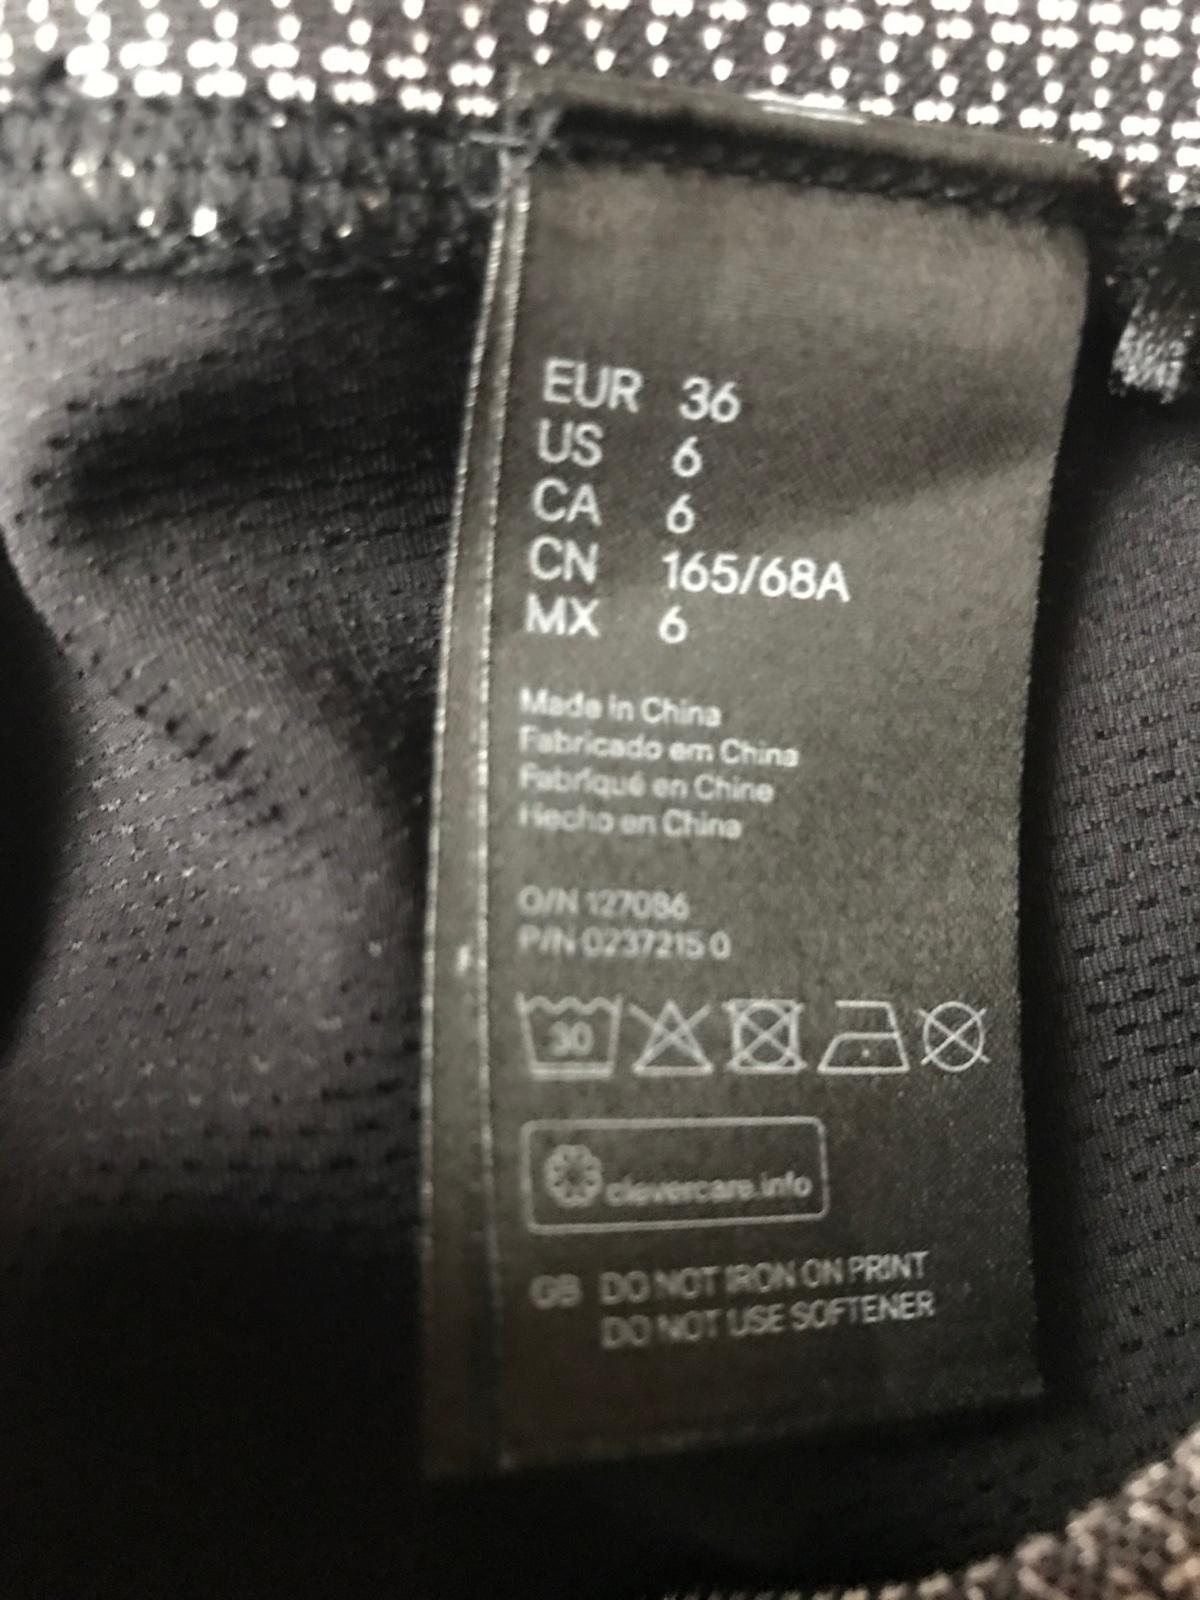 EUR 36
US 6
CA 6
CN 165/68A
MX 6
Made in China
Fabricado em China
Fabriqué en Chine
Hecho en China
O/N 127086
P/N 0237215 0
30
clevercare.info
GB DO NOT IRON ON PRINT
DO NOT USE SOFTENER